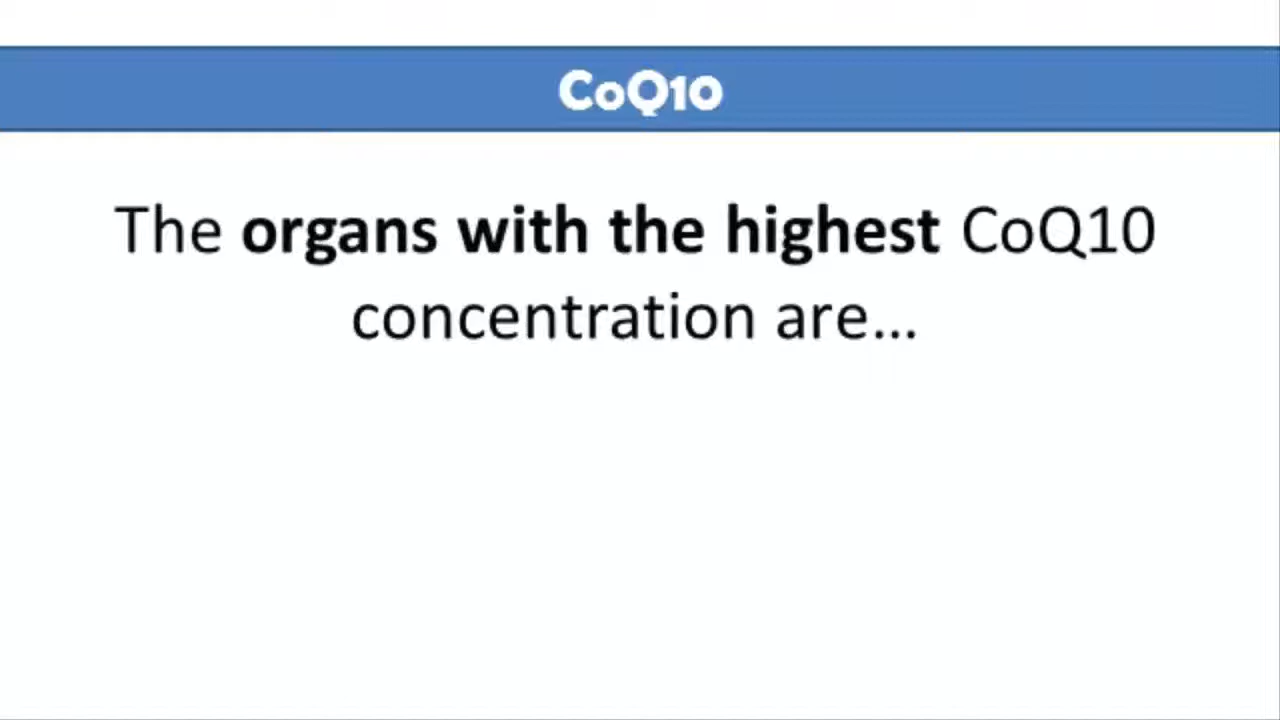 CoQ10
The organs with the highest CoQ10
concentration are...